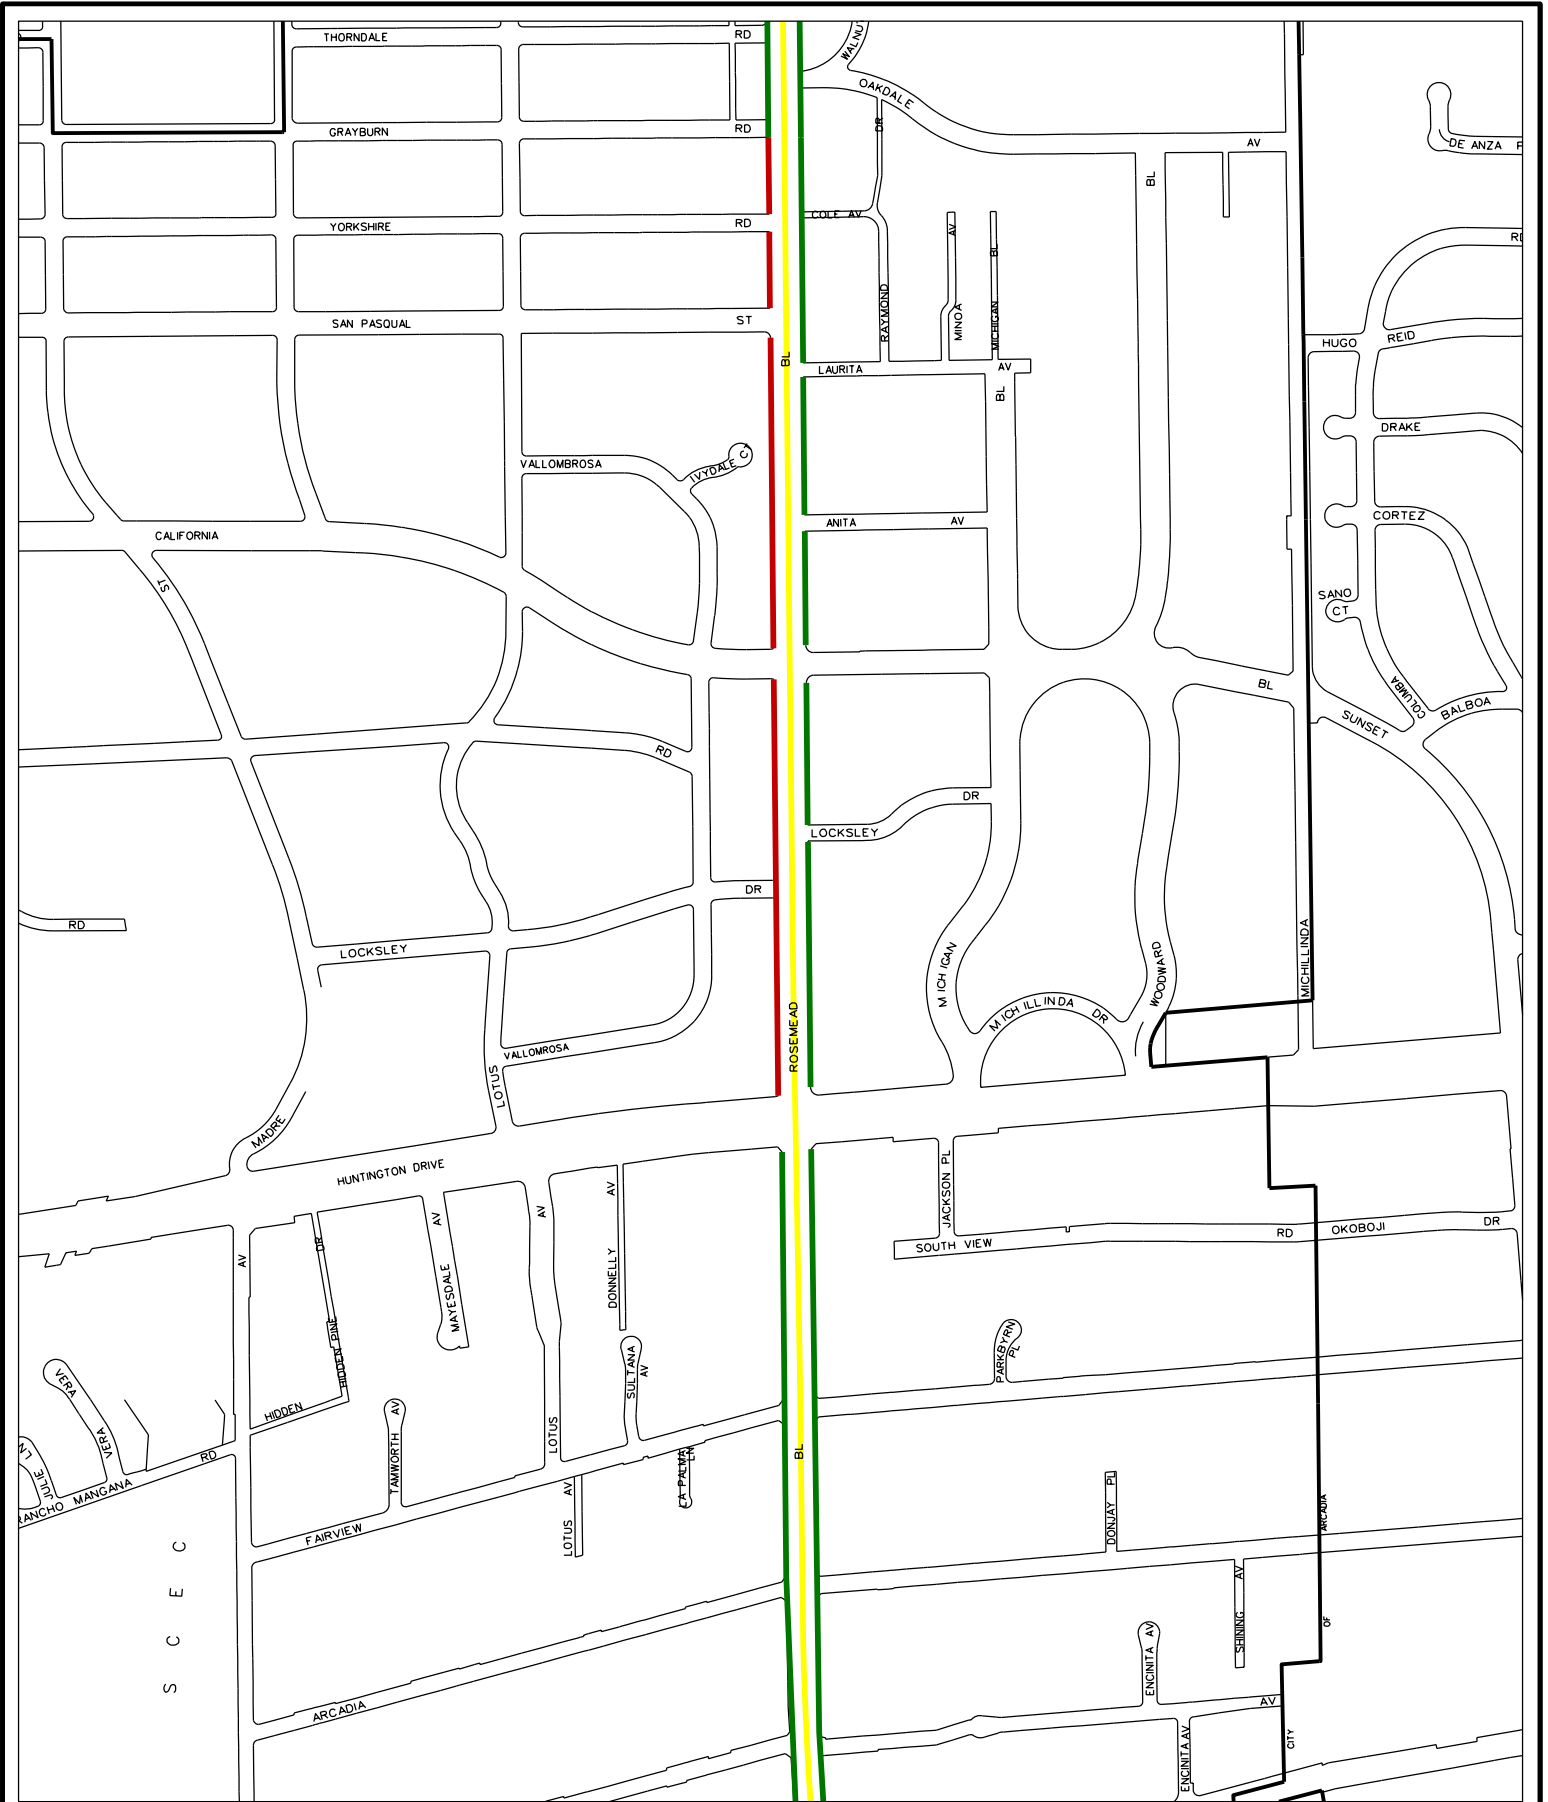 THORNDALE
RD
WALNUT
OAKDALE
GRAYBURN
RD
DR
AV
DE ANZA
BL
COLE AV
YORKSHIRE
RD
AV
BL
RD
SAN PASQUAL
ST
RAYMOND
MINOA
MICHIGAN
HUGO
REID
BL
LAURITA
AV
BL
DRAKE
VALLOMBROSA
IVYDALE CT
CALIFORNIA
ANITA
AV
CORTEZ
ST
SANO
CT
BL
COLUMBA
BALBOA
SUNSET
RD
DR
LOCKSLEY
DR
RD
LOCKSLEY
MICHIGAN
WOODWARD
MICHILLINDA
MICHILLINDA
DR
ROSEMEAD
VALLOMROSA
LOTUS
MADRE
HUNTINGTON DRIVE
AV
AV
AV
JACKSON PL
DR
AV
SOUTH VIEW
RD
OKOBOJI
DR
DONNELLY
MAYESDALE
HIDDEN PINE
HIDDEN
VERA
VERA
SULTANA
AV
PARKBYRN
PL
TAMWORTH
AV
LOTUS
BL
JULIE LN
RANCHO MANGANA
RD
LA PALMA
LN
LOTUS
AV
FAIRVIEW
DONJAY PL
ARCADIA
S C E C
SHINING
AV
OF
ENCINITA AV
ARCADIA
AV
ENCINITA AV
CITY